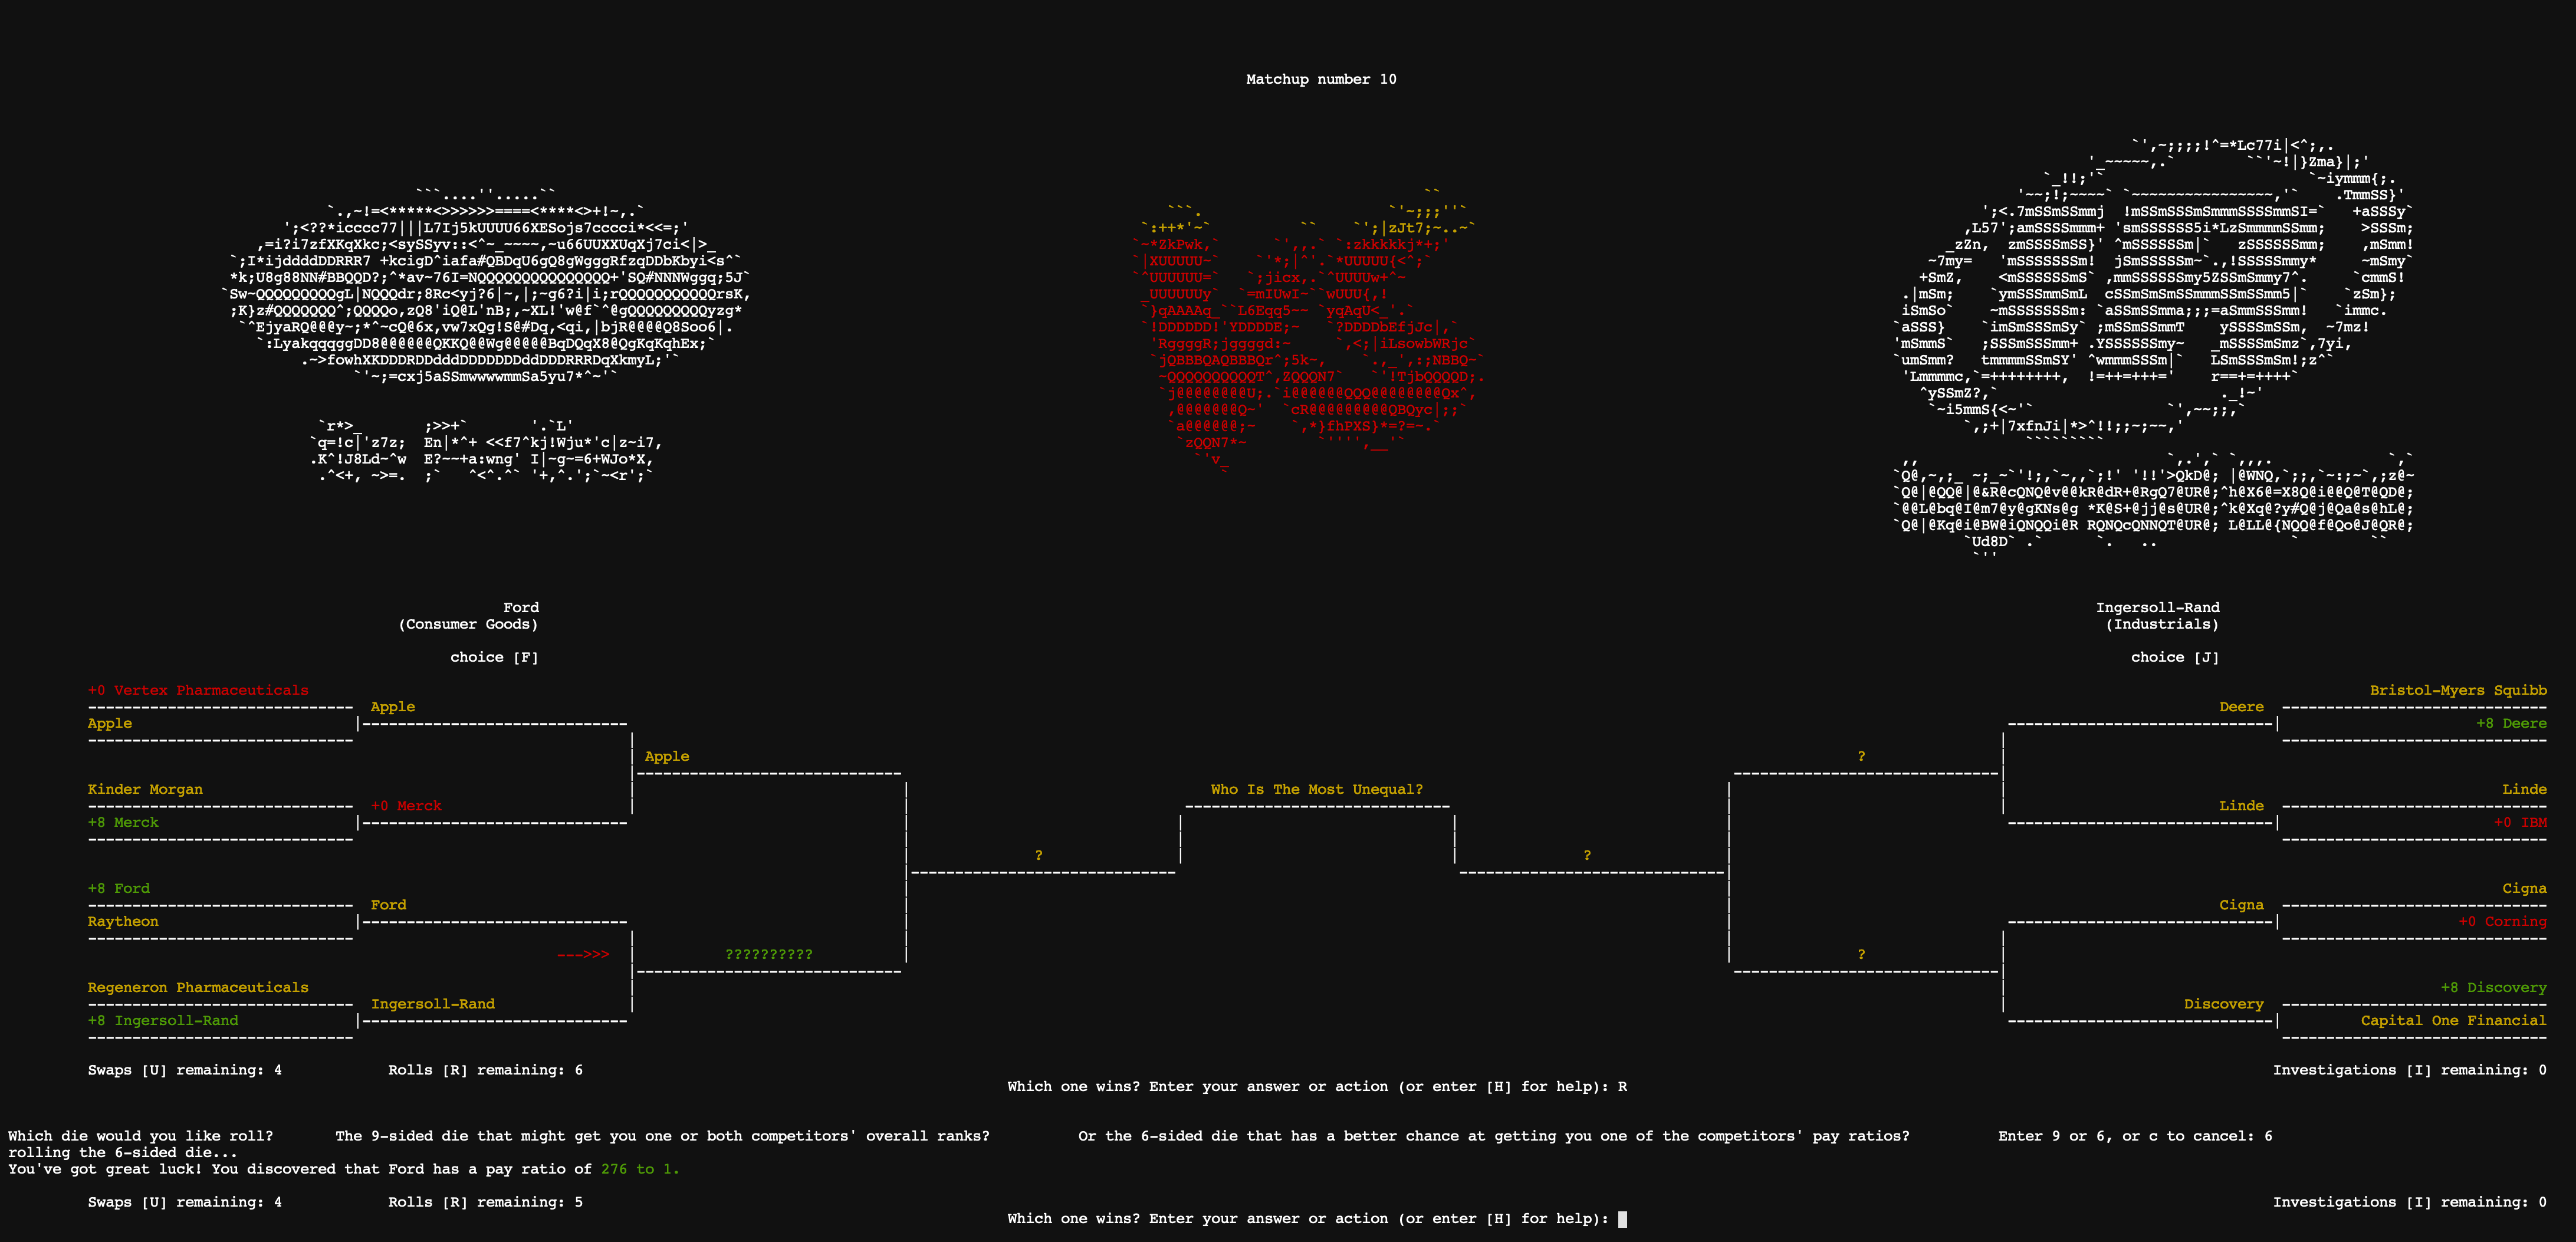 Matchup number 10
Ford
(Consumer Goods)
choice [F]
Ingersoll-Rand
(Industrials)
choice [J]
+0 Vertex Pharmaceuticals
Apple
Apple
Apple
Kinder Morgan
+0 Merck
+8 Merck
?
+8 Ford
Ford
Raytheon
--->>>
??????????
Regeneron Pharmaceuticals
Ingersoll-Rand
+8 Ingersoll-Rand
Who Is The Most Unequal?
Bristol-Myers Squibb
Deere
+8 Deere
?
Linde
Linde
+0 IBM
?
Cigna
Cigna
+0 Corning
?
+8 Discovery
Discovery
Capital One Financial
Swaps [U] remaining: 4 Rolls [R] remaining: 6 Investigations [I] remaining: 0
Which one wins? Enter your answer or action (or enter [H] for help): R
Which die would you like roll? The 9-sided die that might get you one or both competitors' overall ranks? Or the 6-sided die that has a better chance at getting you one of the competitors' pay ratios? Enter 9 or 6, or c to cancel: 6
rolling the 6-sided die...
You've got great luck! You discovered that Ford has a pay ratio of 276 to 1.
Swaps [U] remaining: 4 Rolls [R] remaining: 5 Investigations [I] remaining: 0
Which one wins? Enter your answer or action (or enter [H] for help):